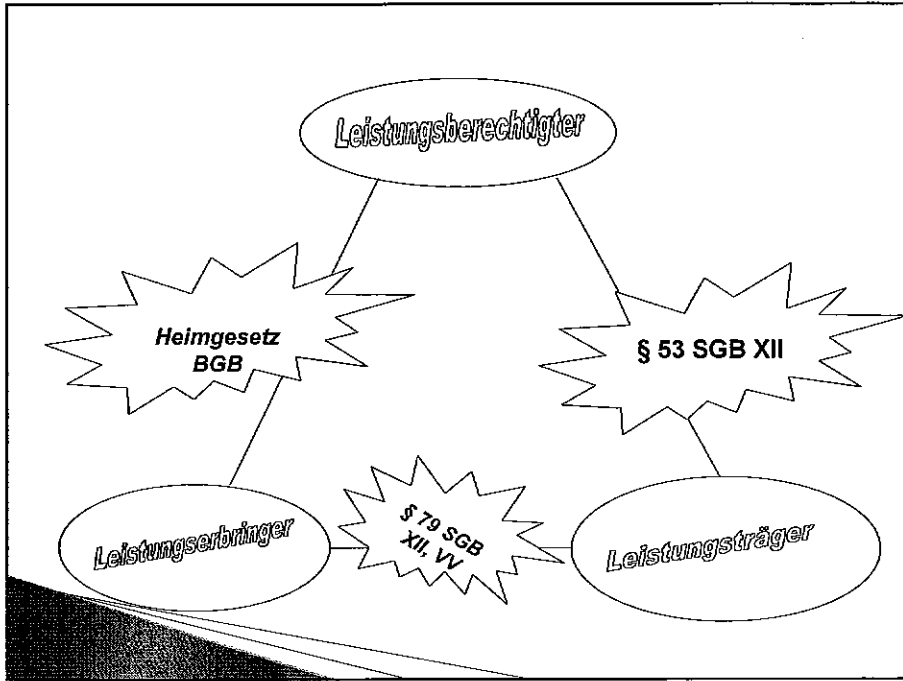 Leistungsberechtigter
Heimgesetz
BGB
§ 53 SGB XII
Leistungserbringer
§ 79 SGB
XII, VV
Leistungsträger